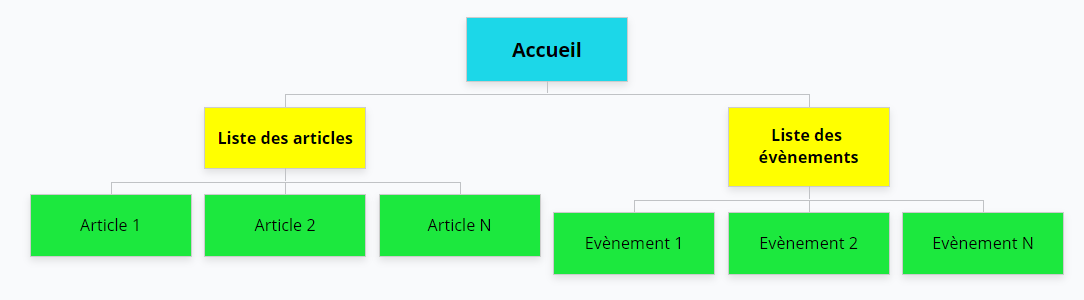 Accueil
Liste des articles
Liste des
évènements
Article 1
Article 2
Article N
Evènement 1
Evènement 2
Evènement N